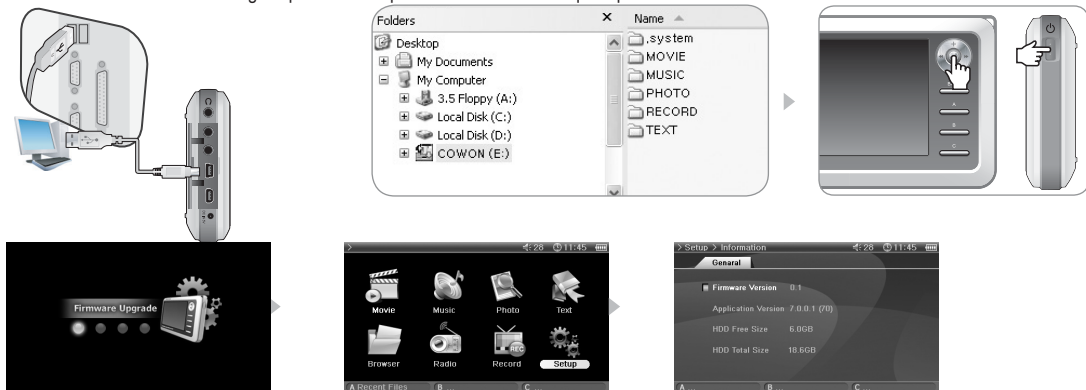 Folders ×
Desktop
My Documents
My Computer
3.5 Floppy (A:)
Local Disk (C:)
Local Disk (D:)
COWON (E:)
Name
.system
MOVIE
MUSIC
PHOTO
RECORD
TEXT
A
B
C
Firmware Upgrade
> 28 11:45
Movie Music Photo Text
REC
Browser Radio Record Setup
A Recent Files B ... C ...
> Setup > Information 28 11:45
Genaral
Firmware Version 0.1
Application Version 7.0.0.1 (70)
HDD Free Size 6.0GB
HDD Total Size 18.6GB
A ... B ... C ...